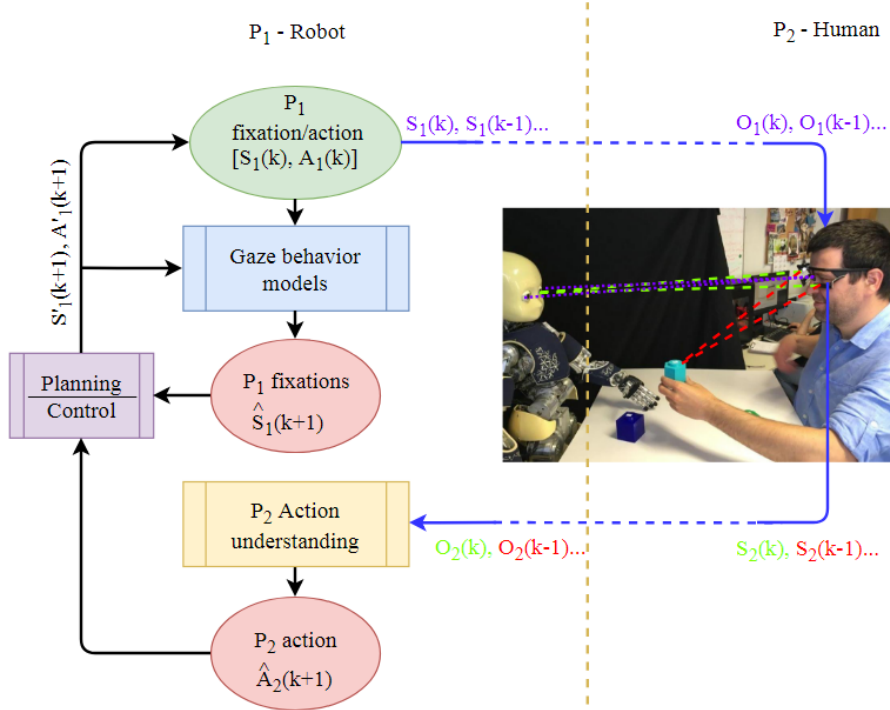 P₁ - Robot
P₂ - Human
P₁
fixation/action
[S₁(k), A₁(k)]
S₁(k), S₁(k-1)...
O₁(k), O₁(k-1)...
S'₁(k+1), A'₁(k+1)
Gaze behavior
models
P₁ fixations
Ŝ₁(k+1)
Planning
Control
P₂ Action
understanding
O₂(k), O₂(k-1)...
S₂(k), S₂(k-1)...
P₂ action
Â₂(k+1)